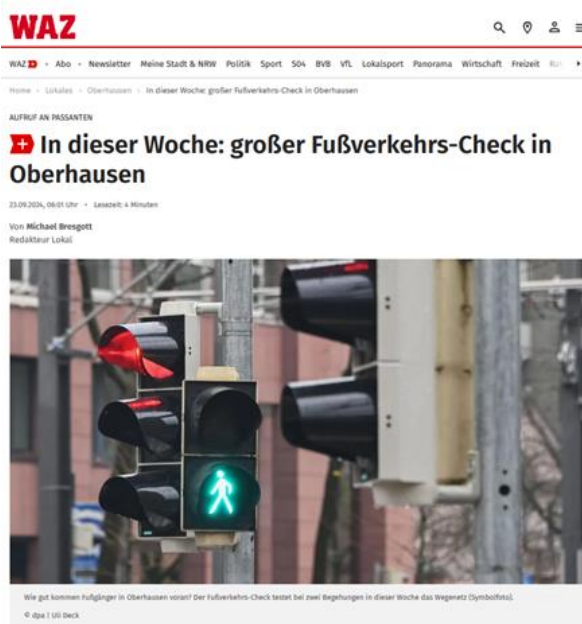 WAZ
WAZ + Abo Newsletter Meine Stadt & NRW Politik Sport S04 BVB VfL Lokalsport Panorama Wirtschaft Freizeit
Home Lokales Oberhausen In dieser Woche: großer Fußverkehrs-Check in Oberhausen
AUFRUF AN PASSANTEN
+ In dieser Woche: großer Fußverkehrs-Check in
Oberhausen
23.09.2024, 06:01 Uhr • Lesezeit: 4 Minuten
Von Michael Bresgott
Redakteur Lokal
Wie gut kommen Fußgänger in Oberhausen voran? Der Fußverkehrs-Check testet bei zwei Begehungen in dieser Woche das Wegenetz (Symbolfoto).
© dpa | Uli Deck